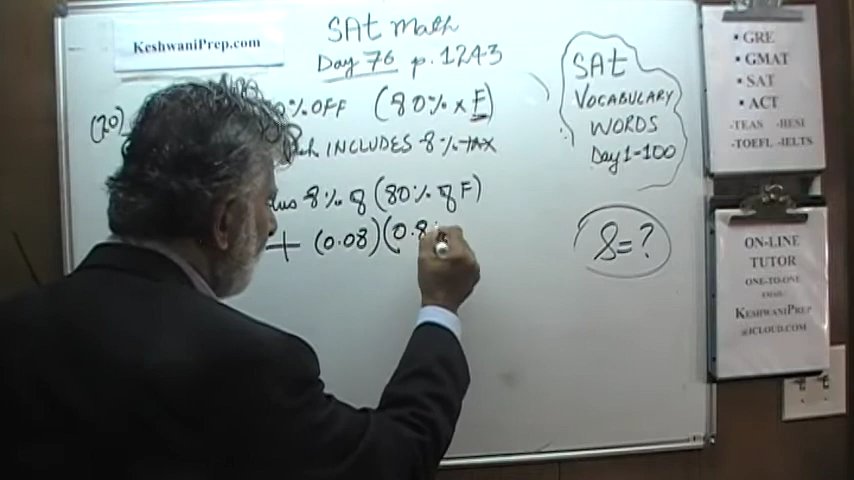 SAt Math
KeshwaniPrep.com
Day 76 p. 1243
(20)
0% OFF (80% x F)
INCLUDES 8% TAX
8% of (80% of F)
+ (0.08)(0.8
SAt
VOCABULARY
WORDS
Day 1-100
S=?
• GRE
• GMAT
• SAT
• ACT
-TEAS -HESI
-TOEFL -IELTS
ON-LINE
TUTOR
ONE-TO-ONE
EMAIL:
KESHWANIPREP
@ICLOUD.COM